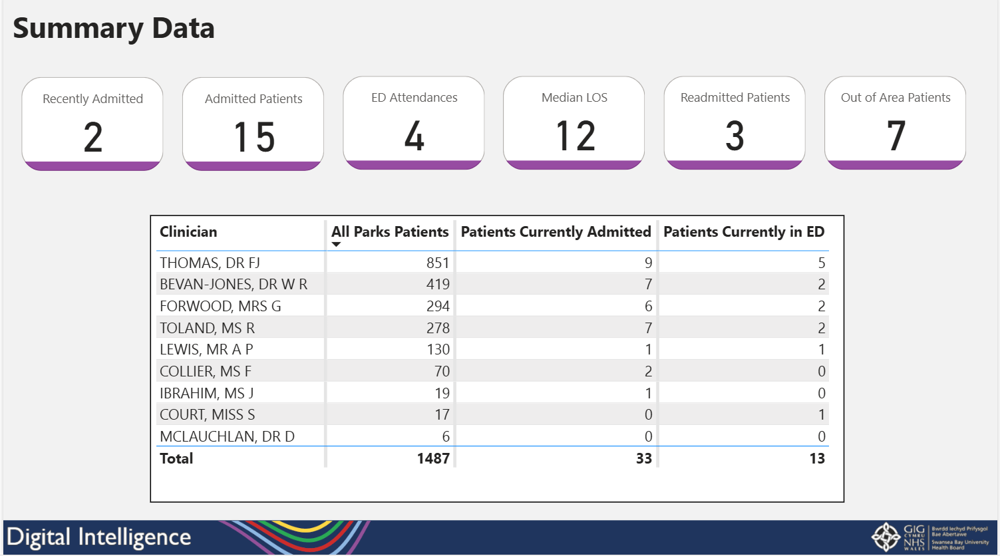 Summary Data
Recently Admitted
2
Admitted Patients
15
ED Attendances
4
Median LOS
12
Readmitted Patients
3
Out of Area Patients
7
Clinician All Parks Patients Patients Currently Admitted Patients Currently in ED
THOMAS, DR FJ 851 9 5
BEVAN-JONES, DR W R 419 7 2
FORWOOD, MRS G 294 6 2
TOLAND, MS R 278 7 2
LEWIS, MR A P 130 1 1
COLLIER, MS F 70 2 0
IBRAHIM, MS J 19 1 0
COURT, MISS S 17 0 1
MCLAUCHLAN, DR D 6 0 0
Total 1487 33 13
Digital Intelligence
GIG
CYMRU
NHS
WALES
Bwrdd Iechyd Prifysgol
Bae Abertawe
Swansea Bay University
Health Board